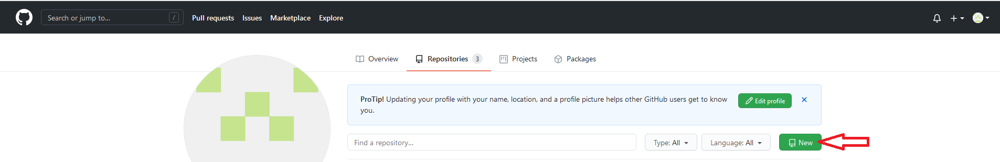 Search or jump to... / Pull requests Issues Marketplace Explore
Overview Repositories 3 Projects Packages
ProTip! Updating your profile with your name, location, and a profile picture helps other GitHub users get to know
you.
Edit profile
Find a repository... Type: All Language: All New